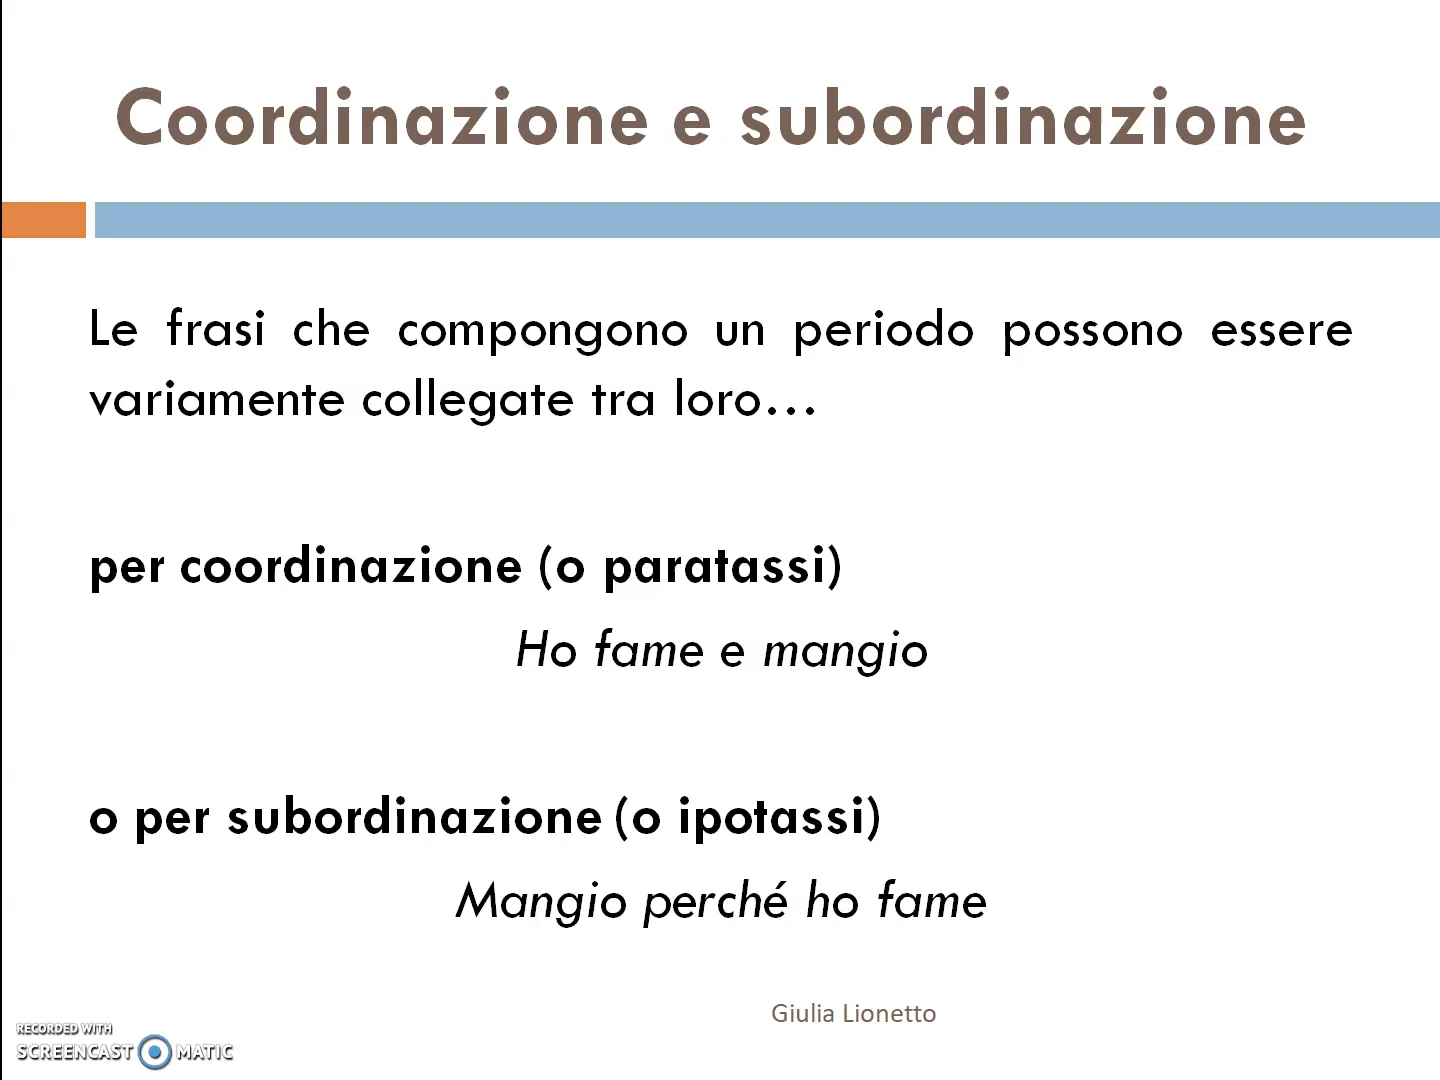 Coordinazione e subordinazione
Le frasi che compongono un periodo possono essere
variamente collegate tra loro...
per coordinazione (o paratassi)
Ho fame e mangio
o per subordinazione (o ipotassi)
Mangio perché ho fame
Giulia Lionetto
RECORDED WITH
SCREENCAST MATIC